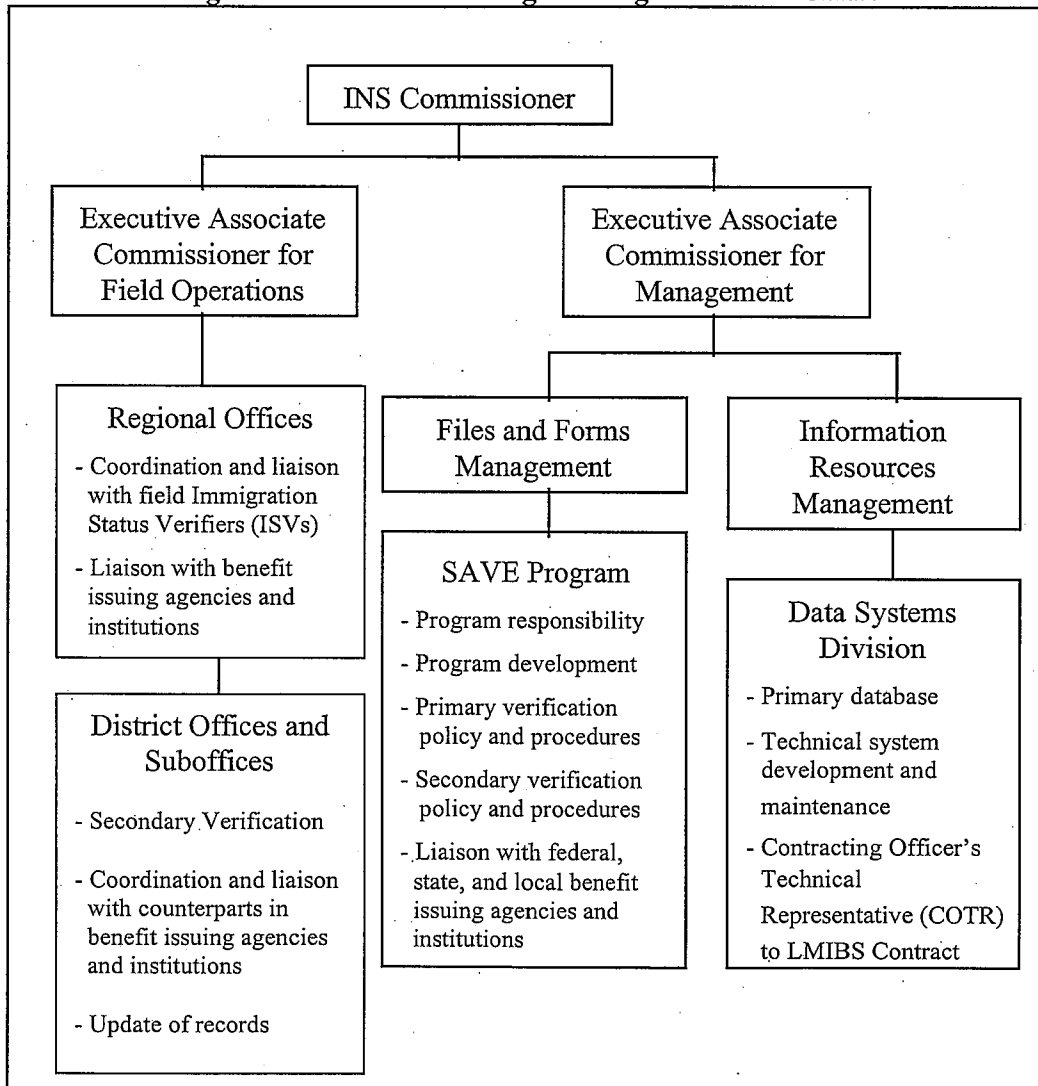 INS Commissioner
Executive Associate
Commissioner for
Field Operations
Executive Associate
Commissioner for
Management
Regional Offices
- Coordination and liaison
with field Immigration
Status Verifiers (ISVs)
- Liaison with benefit
issuing agencies and
institutions
District Offices and
Suboffices
- Secondary Verification
- Coordination and liaison
with counterparts in
benefit issuing agencies
and institutions
- Update of records
Files and Forms
Management
SAVE Program
- Program responsibility
- Program development
- Primary verification
policy and procedures
- Secondary verification
policy and procedures
- Liaison with federal,
state, and local benefit
issuing agencies and
institutions
Information
Resources
Management
Data Systems
Division
- Primary database
- Technical system
development and
maintenance
- Contracting Officer's
Technical
Representative (COTR)
to LMIBS Contract